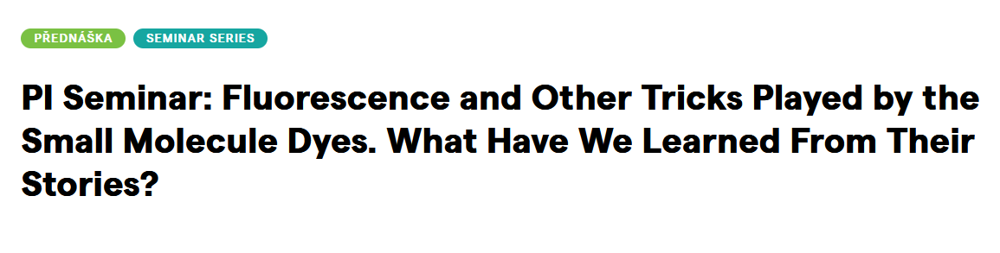 PŘEDNÁŠKA SEMINAR SERIES
PI Seminar: Fluorescence and Other Tricks Played by the
Small Molecule Dyes. What Have We Learned From Their
Stories?